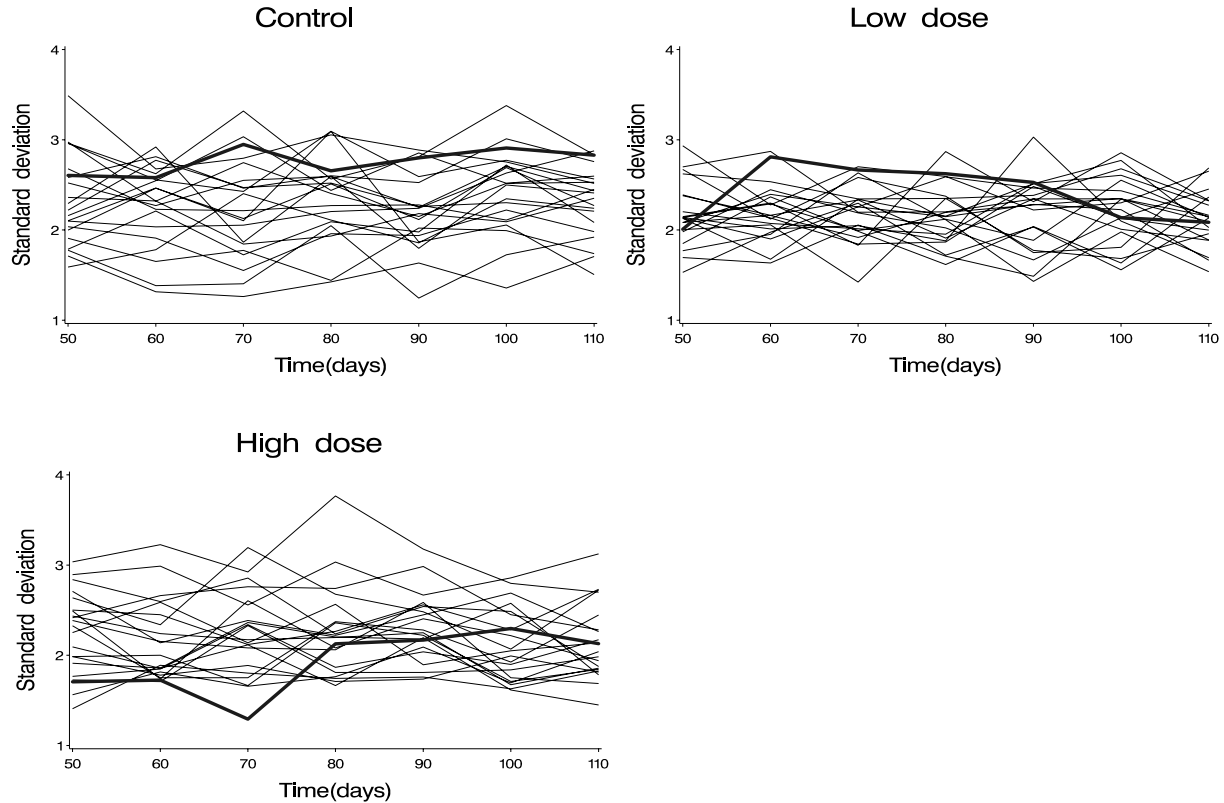 Control
Standard deviation
4
3
2
1
50 60 70 80 90 100 110
Time(days)
Low dose
Standard deviation
4
3
2
1
50 60 70 80 90 100 110
Time(days)
High dose
Standard deviation
4
3
2
1
50 60 70 80 90 100 110
Time(days)